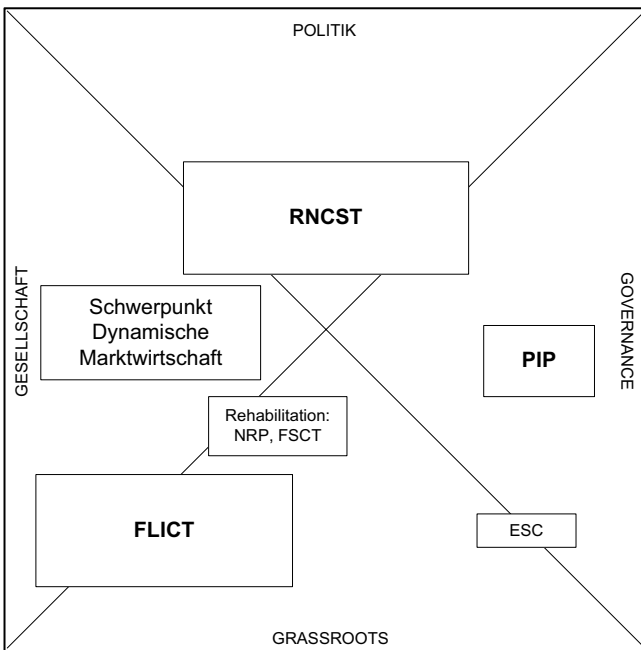 POLITIK
RNCST
GESELLSCHAFT
Schwerpunkt
Dynamische
Marktwirtschaft
GOVERNANCE
PIP
Rehabilitation:
NRP, FSCT
FLICT
ESC
GRASSROOTS